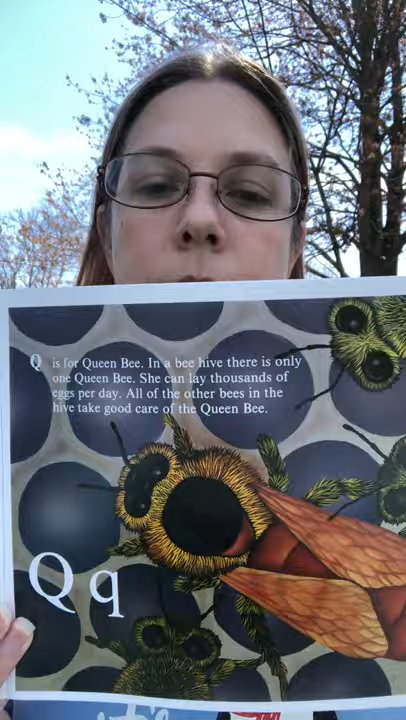 Q is for Queen Bee. In a bee hive there is only
one Queen Bee. She can lay thousands of
eggs per day. All of the other bees in the
hive take good care of the Queen Bee.
Q q